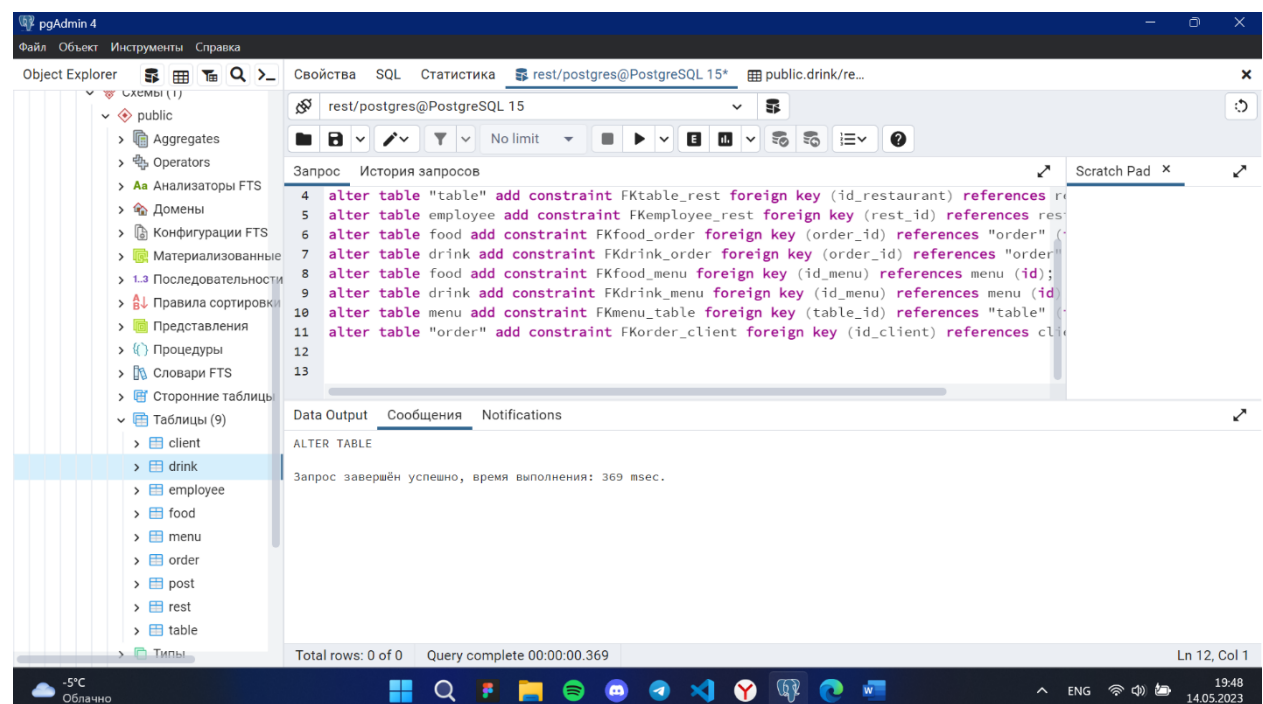 pgAdmin 4
Файл Объект Инструменты Справка
Object Explorer
Свойства SQL Статистика rest/postgres@PostgreSQL 15* public.drink/re...
Схемы (1)
public
Aggregates
Operators
Aa Анализаторы FTS
Домены
Конфигурации FTS
Материализованные
1..3 Последовательности
Правила сортировки
Представления
Процедуры
Словари FTS
Сторонние таблицы
Таблицы (9)
client
drink
employee
food
menu
order
post
rest
table
Типы
rest/postgres@PostgreSQL 15
No limit
E
Запрос История запросов
Scratch Pad
4 alter table "table" add constraint FKtable_rest foreign key (id_restaurant) references
5 alter table employee add constraint FKemployee_rest foreign key (rest_id) references res
6 alter table food add constraint FKfood_order foreign key (order_id) references "order" (
7 alter table drink add constraint FKdrink_order foreign key (order_id) references "order"
8 alter table food add constraint FKfood_menu foreign key (id_menu) references menu (id);
9 alter table drink add constraint FKdrink_menu foreign key (id_menu) references menu (id)
10 alter table menu add constraint FKmenu_table foreign key (table_id) references "table" (
11 alter table "order" add constraint FKorder_client foreign key (id_client) references cli
12
13
Data Output Сообщения Notifications
ALTER TABLE
Запрос завершён успешно, время выполнения: 369 msec.
Total rows: 0 of 0 Query complete 00:00:00.369
Ln 12, Col 1
-5°C
Облачно
ENG
19:48
14.05.2023